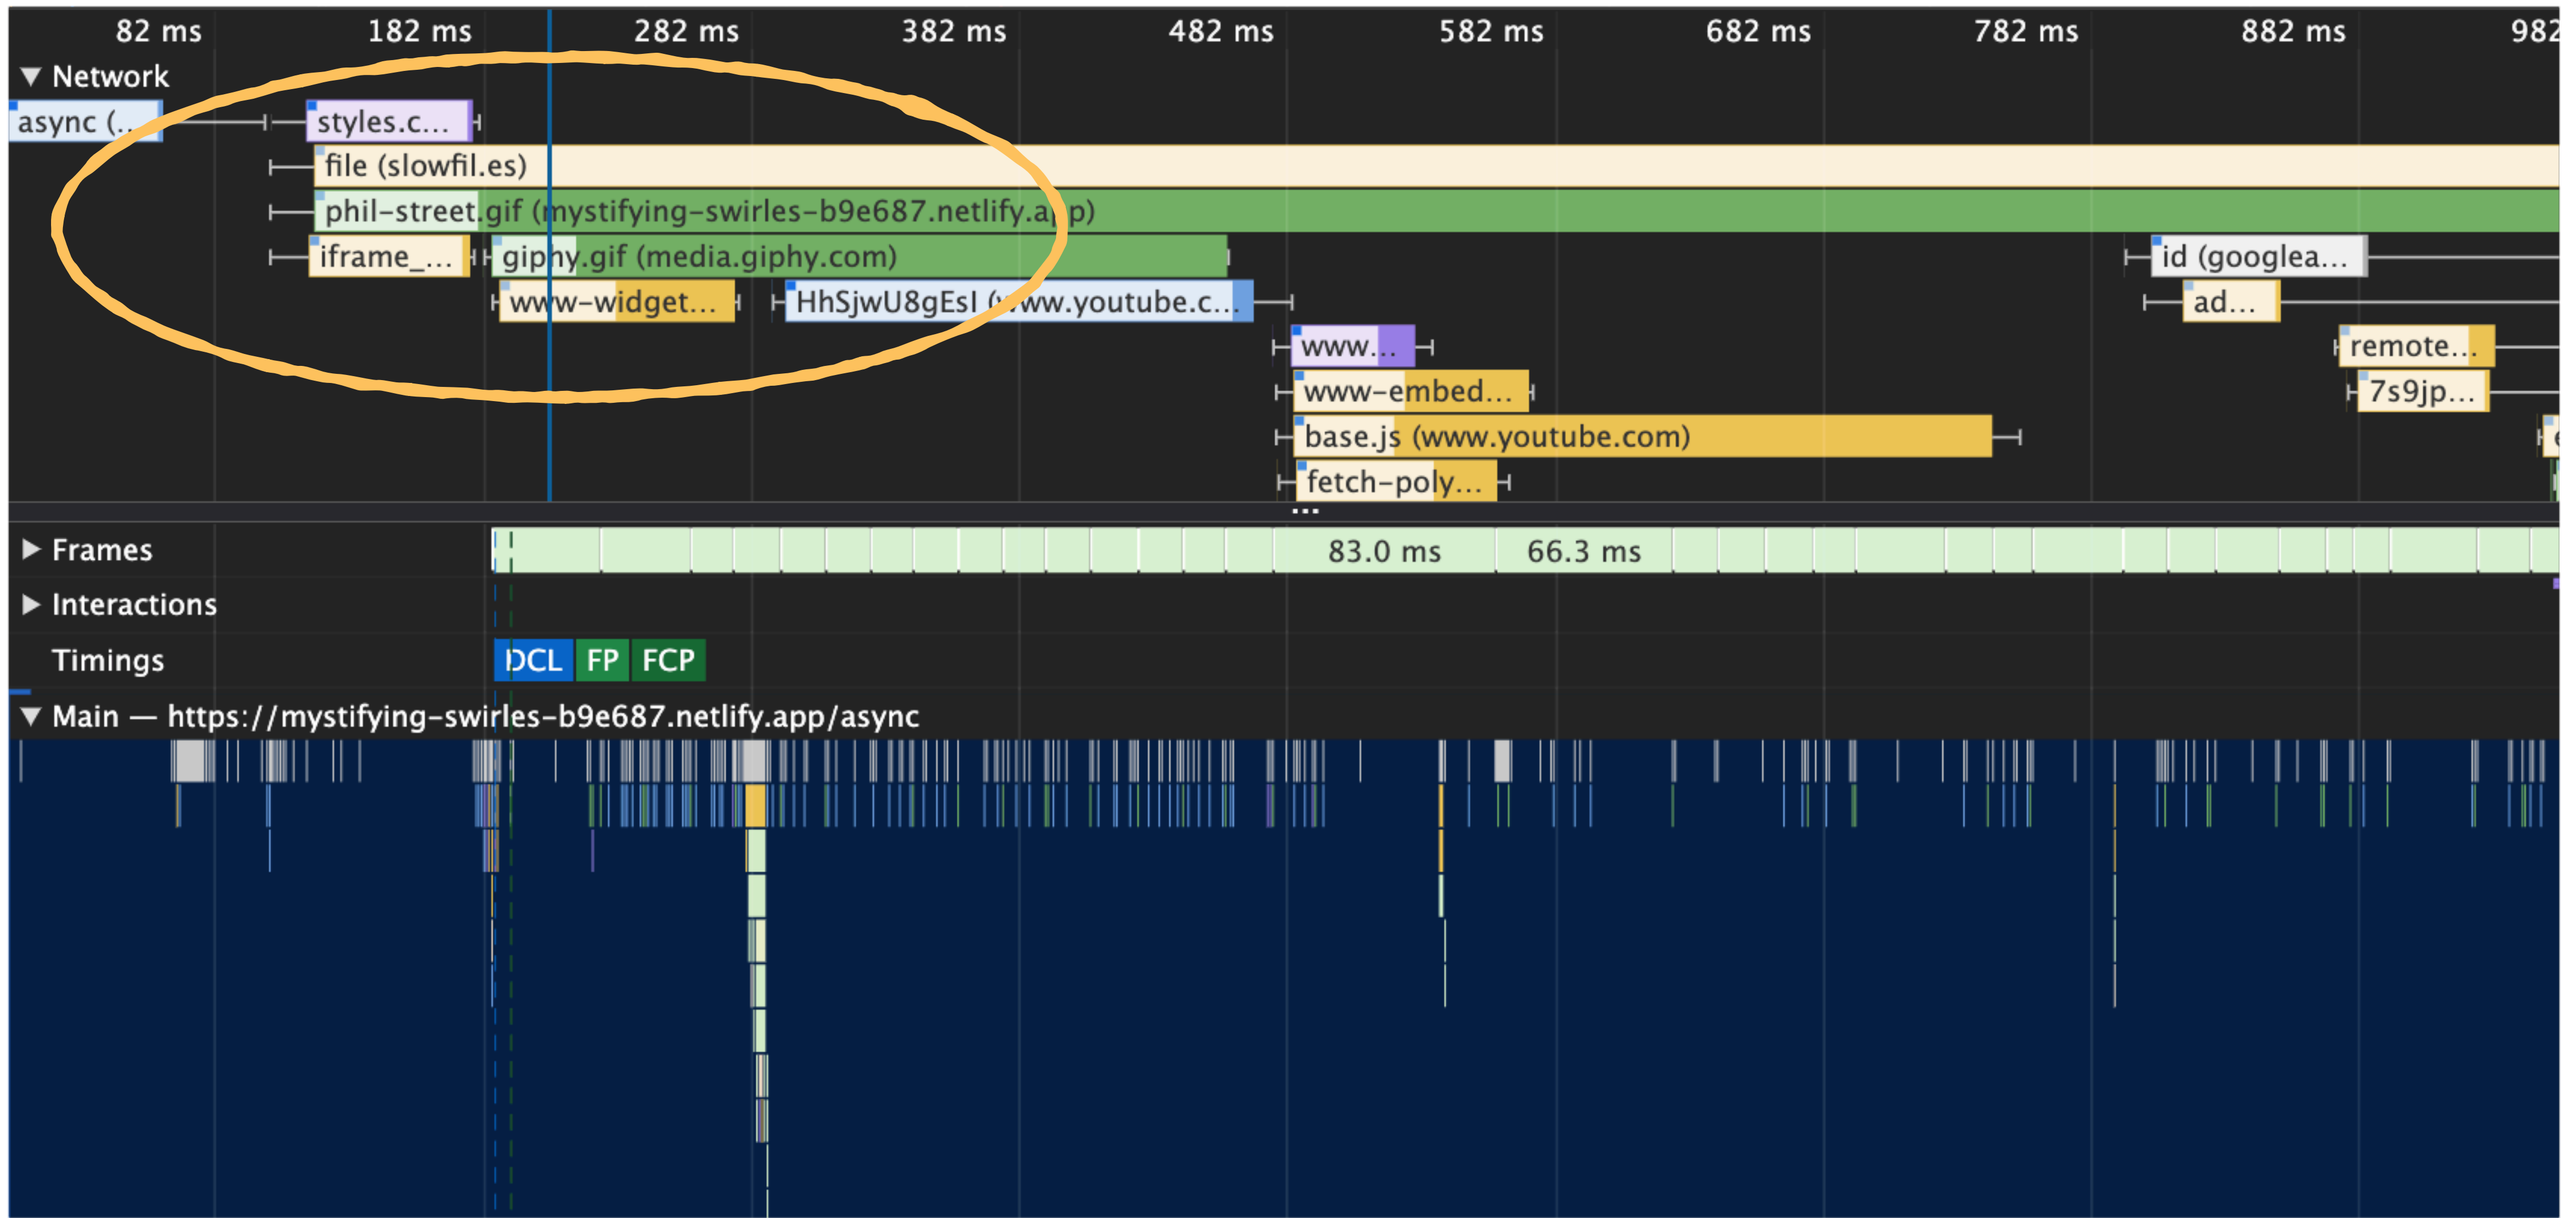 82 ms 182 ms 282 ms 382 ms 482 ms 582 ms 682 ms 782 ms 882 ms 982
Network
async (... styles.c...
file (slowfil.es)
phil-street.gif (mystifying-swirles-b9e687.netlify.app)
iframe_... giphy.gif (media.giphy.com) id (googlea...
www-widget... HhSjwU8gEsI (www.youtube.c... ad...
www... remote...
www-embed... 7s9jp...
base.js (www.youtube.com)
fetch-poly...
...
Frames 83.0 ms 66.3 ms
Interactions
Timings DCL FP FCP
Main — https://mystifying-swirles-b9e687.netlify.app/async